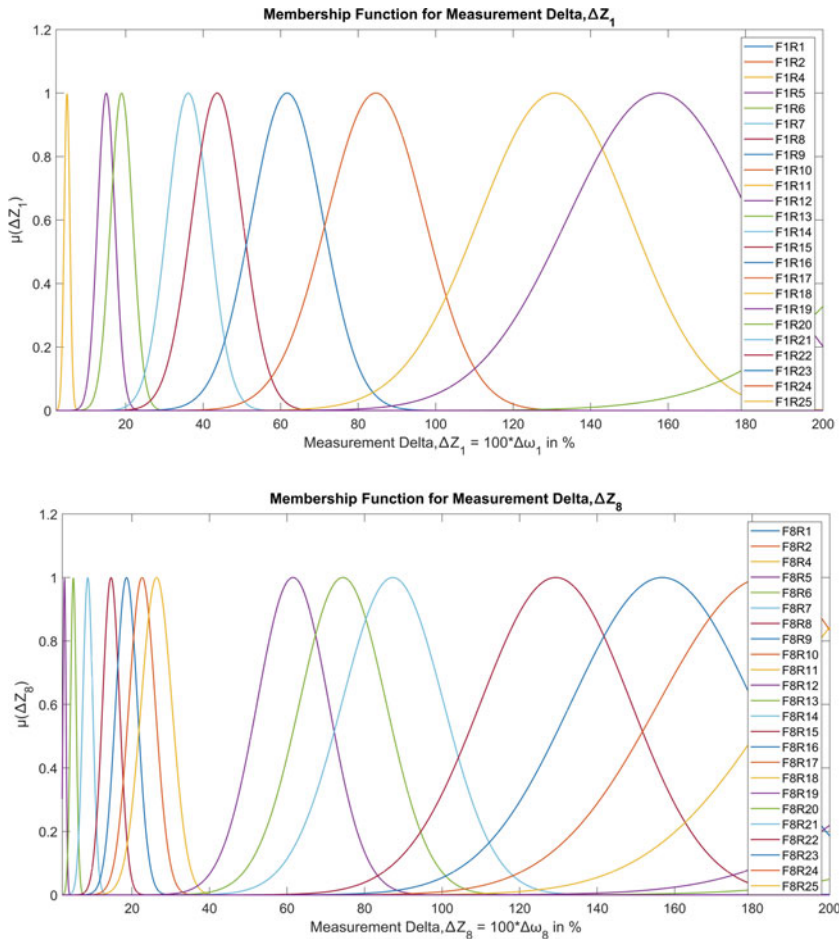 Membership Function for Measurement Delta,ΔZ1
1.2
1
0.8
0.6
0.4
0.2
0
μ(ΔZ1)
20 40 60 80 100 120 140 160 180 200
Measurement Delta,ΔZ1 = 100*Δω1 in %
F1R1
F1R2
F1R4
F1R5
F1R6
F1R7
F1R8
F1R9
F1R10
F1R11
F1R12
F1R13
F1R14
F1R15
F1R16
F1R17
F1R18
F1R19
F1R20
F1R21
F1R22
F1R23
F1R24
F1R25
Membership Function for Measurement Delta,ΔZ8
1.2
1
0.8
0.6
0.4
0.2
0
μ(ΔZ8)
20 40 60 80 100 120 140 160 180 200
Measurement Delta,ΔZ8 = 100*Δω8 in %
F8R1
F8R2
F8R4
F8R5
F8R6
F8R7
F8R8
F8R9
F8R10
F8R11
F8R12
F8R13
F8R14
F8R15
F8R16
F8R17
F8R18
F8R19
F8R20
F8R21
F8R22
F8R23
F8R24
F8R25